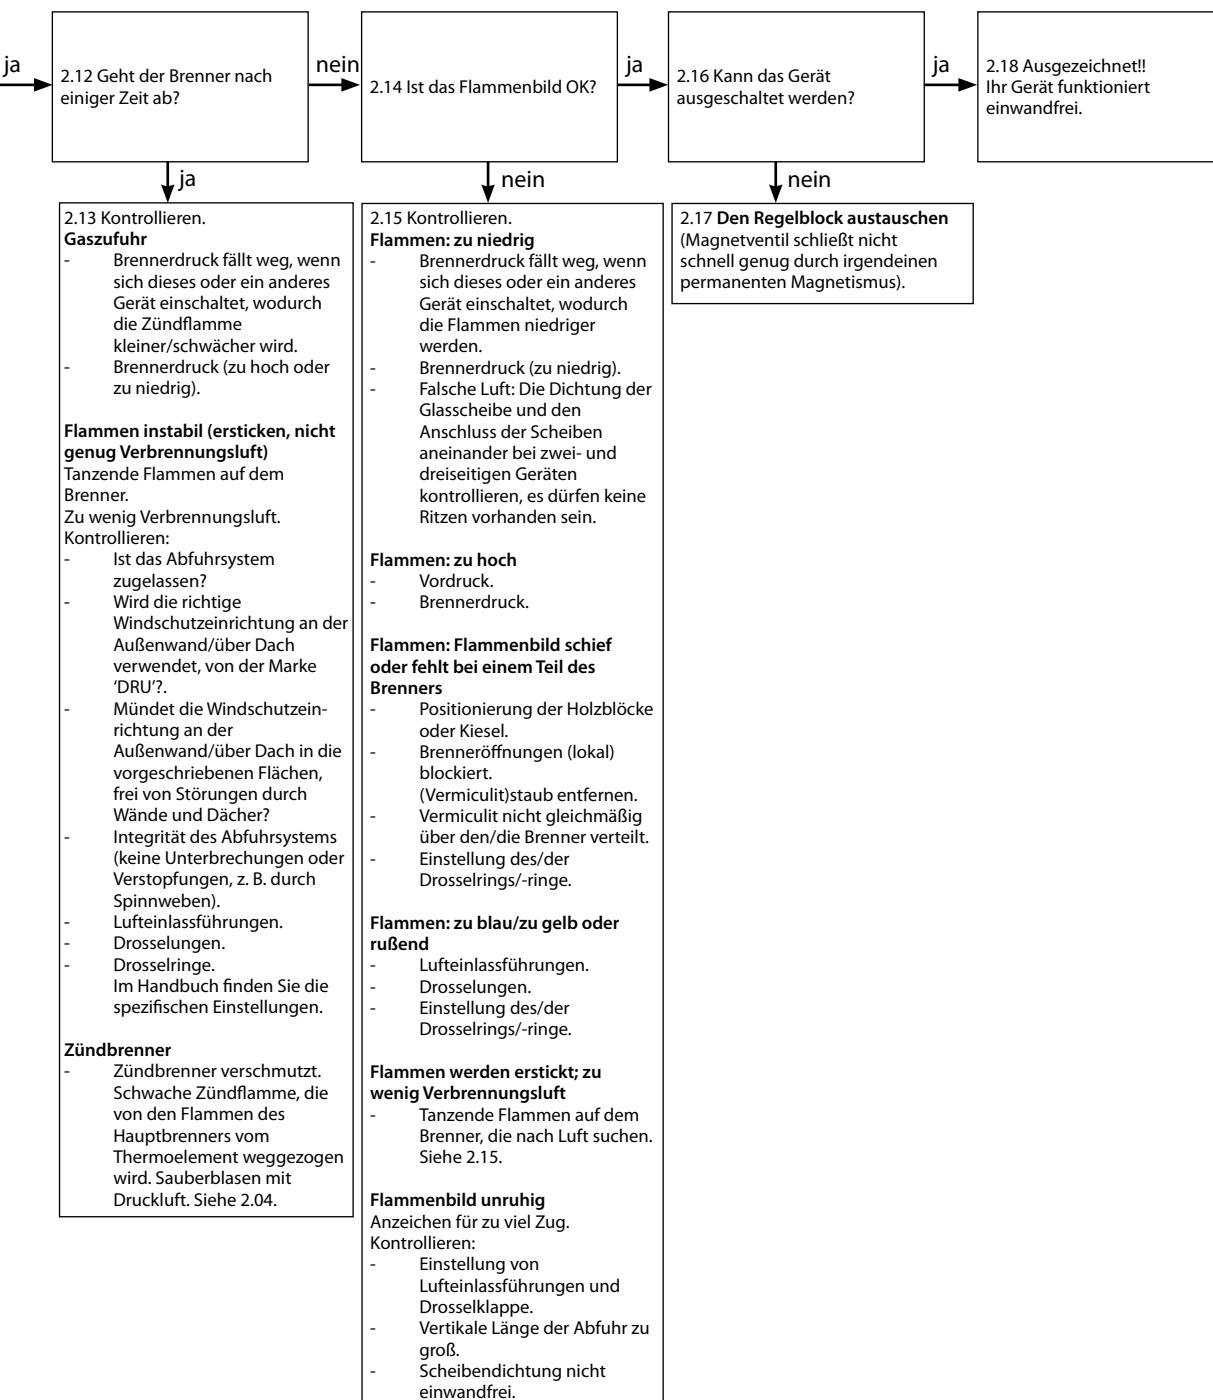 ja
2.12 Geht der Brenner nach
einiger Zeit ab?
nein
2.14 Ist das Flammenbild OK?
ja
2.16 Kann das Gerät
ausgeschaltet werden?
ja
2.18 Ausgezeichnet!!
Ihr Gerät funktioniert
einwandfrei.
ja
nein
nein
2.13 Kontrollieren.
Gaszufuhr
- Brennerdruck fällt weg, wenn
sich dieses oder ein anderes
Gerät einschaltet, wodurch
die Zündflamme
kleiner/schwächer wird.
- Brennerdruck (zu hoch oder
zu niedrig).
Flammen instabil (ersticken, nicht
genug Verbrennungsluft)
Tanzende Flammen auf dem
Brenner.
Zu wenig Verbrennungsluft.
Kontrollieren:
- Ist das Abfuhrsystem
zugelassen?
- Wird die richtige
Windschutzeinrichtung an der
Außenwand/über Dach
verwendet, von der Marke
‘DRU’?.
- Mündet die Windschutzein-
richtung an der
Außenwand/über Dach in die
vorgeschriebenen Flächen,
frei von Störungen durch
Wände und Dächer?
- Integrität des Abfuhrsystems
(keine Unterbrechungen oder
Verstopfungen, z. B. durch
Spinnweben).
- Lufteinlassführungen.
- Drosselungen.
- Drosselringe.
Im Handbuch finden Sie die
spezifischen Einstellungen.
Zündbrenner
- Zündbrenner verschmutzt.
Schwache Zündflamme, die
von den Flammen des
Hauptbrenners vom
Thermoelement weggezogen
wird. Sauberblasen mit
Druckluft. Siehe 2.04.
2.15 Kontrollieren.
Flammen: zu niedrig
- Brennerdruck fällt weg, wenn
sich dieses oder ein anderes
Gerät einschaltet, wodurch
die Flammen niedriger
werden.
- Brennerdruck (zu niedrig).
- Falsche Luft: Die Dichtung der
Glasscheibe und den
Anschluss der Scheiben
aneinander bei zwei- und
dreiseitigen Geräten
kontrollieren, es dürfen keine
Ritzen vorhanden sein.
Flammen: zu hoch
- Vordruck.
- Brennerdruck.
Flammen: Flammenbild schief
oder fehlt bei einem Teil des
Brenners
- Positionierung der Holzblöcke
oder Kiesel.
- Brenneröffnungen (lokal)
blockiert.
(Vermiculit)staub entfernen.
- Vermiculit nicht gleichmäßig
über den/die Brenner verteilt.
- Einstellung des/der
Drosselrings/-ringe.
Flammen: zu blau/zu gelb oder
rußend
- Lufteinlassführungen.
- Drosselungen.
- Einstellung des/der
Drosselrings/-ringe.
Flammen werden erstickt; zu
wenig Verbrennungsluft
- Tanzende Flammen auf dem
Brenner, die nach Luft suchen.
Siehe 2.15.
Flammenbild unruhig
Anzeichen für zu viel Zug.
Kontrollieren:
- Einstellung von
Lufteinlassführungen und
Drosselklappe.
- Vertikale Länge der Abfuhr zu
groß.
- Scheibendichtung nicht
einwandfrei.
2.17 Den Regelblock austauschen
(Magnetventil schließt nicht
schnell genug durch irgendeinen
permanenten Magnetismus).